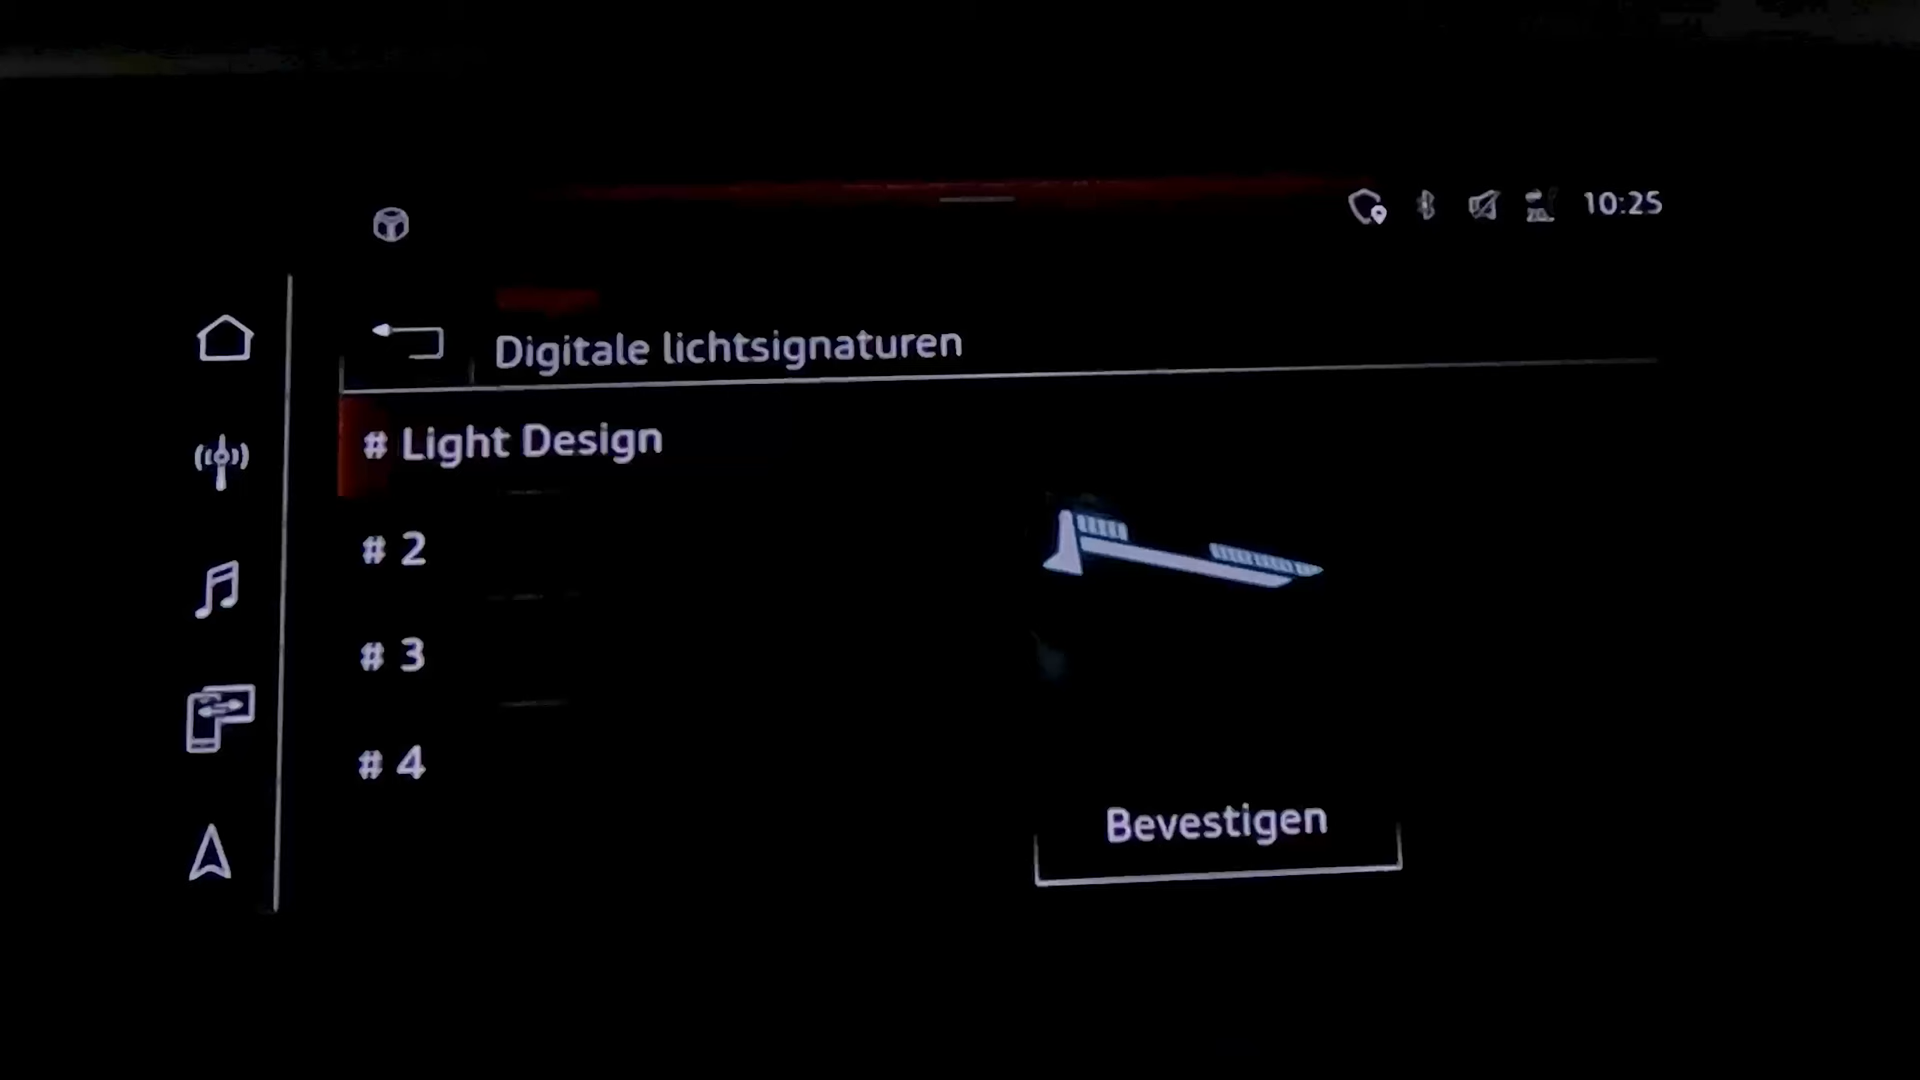 10:25
Digitale lichtsignaturen
# Light Design
# 2
# 3
# 4
Bevestigen